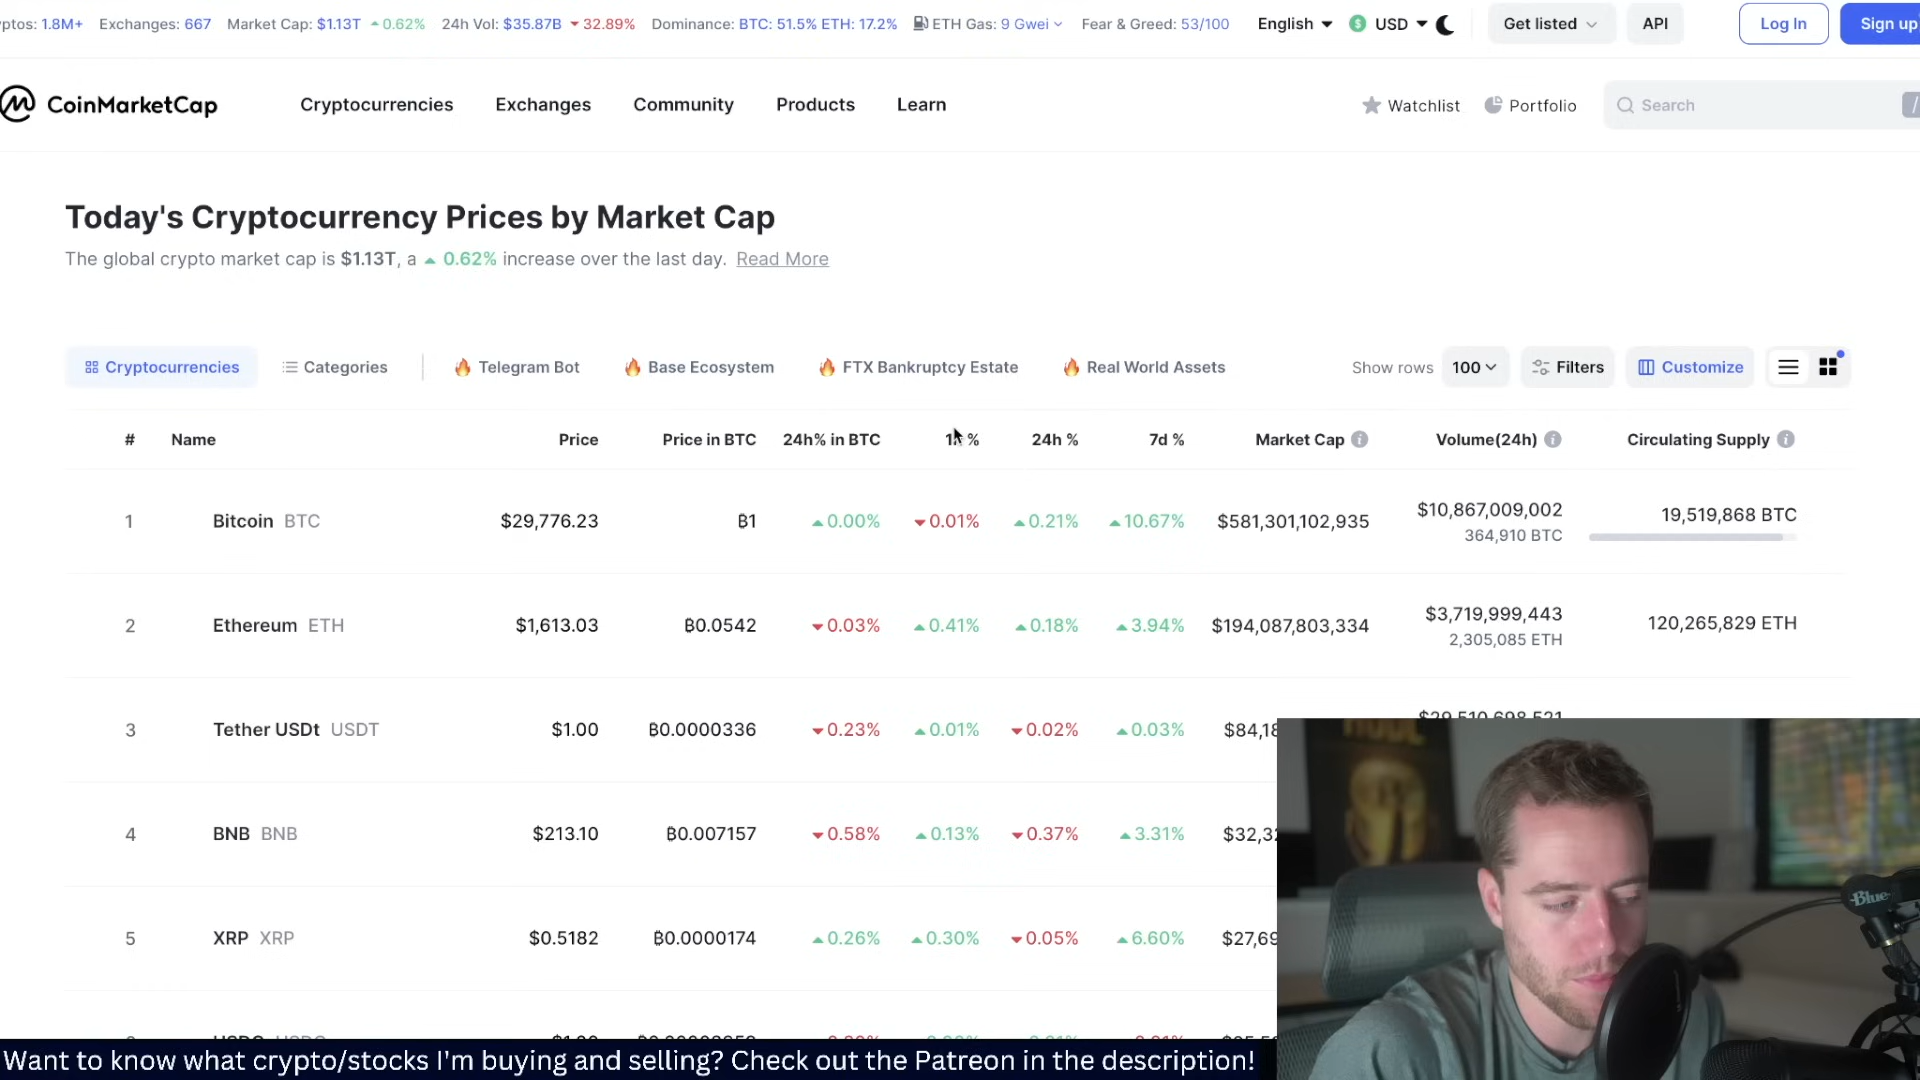 ptos: 1.8M+ Exchanges: 667 Market Cap: $1.13T 0.62% 24h Vol: $35.87B 32.89% Dominance: BTC: 51.5% ETH: 17.2% ETH Gas: 9 Gwei Fear & Greed: 53/100 English USD Get listed API Log In Sign up
CoinMarketCap Cryptocurrencies Exchanges Community Products Learn Watchlist Portfolio Search /
Today's Cryptocurrency Prices by Market Cap
The global crypto market cap is $1.13T, a 0.62% increase over the last day. Read More
Cryptocurrencies Categories Telegram Bot Base Ecosystem FTX Bankruptcy Estate Real World Assets Show rows 100 Filters Customize
# Name Price Price in BTC 24h% in BTC 1h % 24h % 7d % Market Cap Volume(24h) Circulating Supply
1 Bitcoin BTC $29,776.23 ₿1 0.00% 0.01% 0.21% 10.67% $581,301,102,935 $10,867,009,002 19,519,868 BTC
364,910 BTC
2 Ethereum ETH $1,613.03 ₿0.0542 0.03% 0.41% 0.18% 3.94% $194,087,803,334 $3,719,999,443 120,265,829 ETH
2,305,085 ETH
3 Tether USDt USDT $1.00 ₿0.0000336 0.23% 0.01% 0.02% 0.03% $84,18
4 BNB BNB $213.10 ₿0.007157 0.58% 0.13% 0.37% 3.31% $32,32
5 XRP XRP $0.5182 ₿0.0000174 0.26% 0.30% 0.05% 6.60% $27,69
Blue
Want to know what crypto/stocks I'm buying and selling? Check out the Patreon in the description!